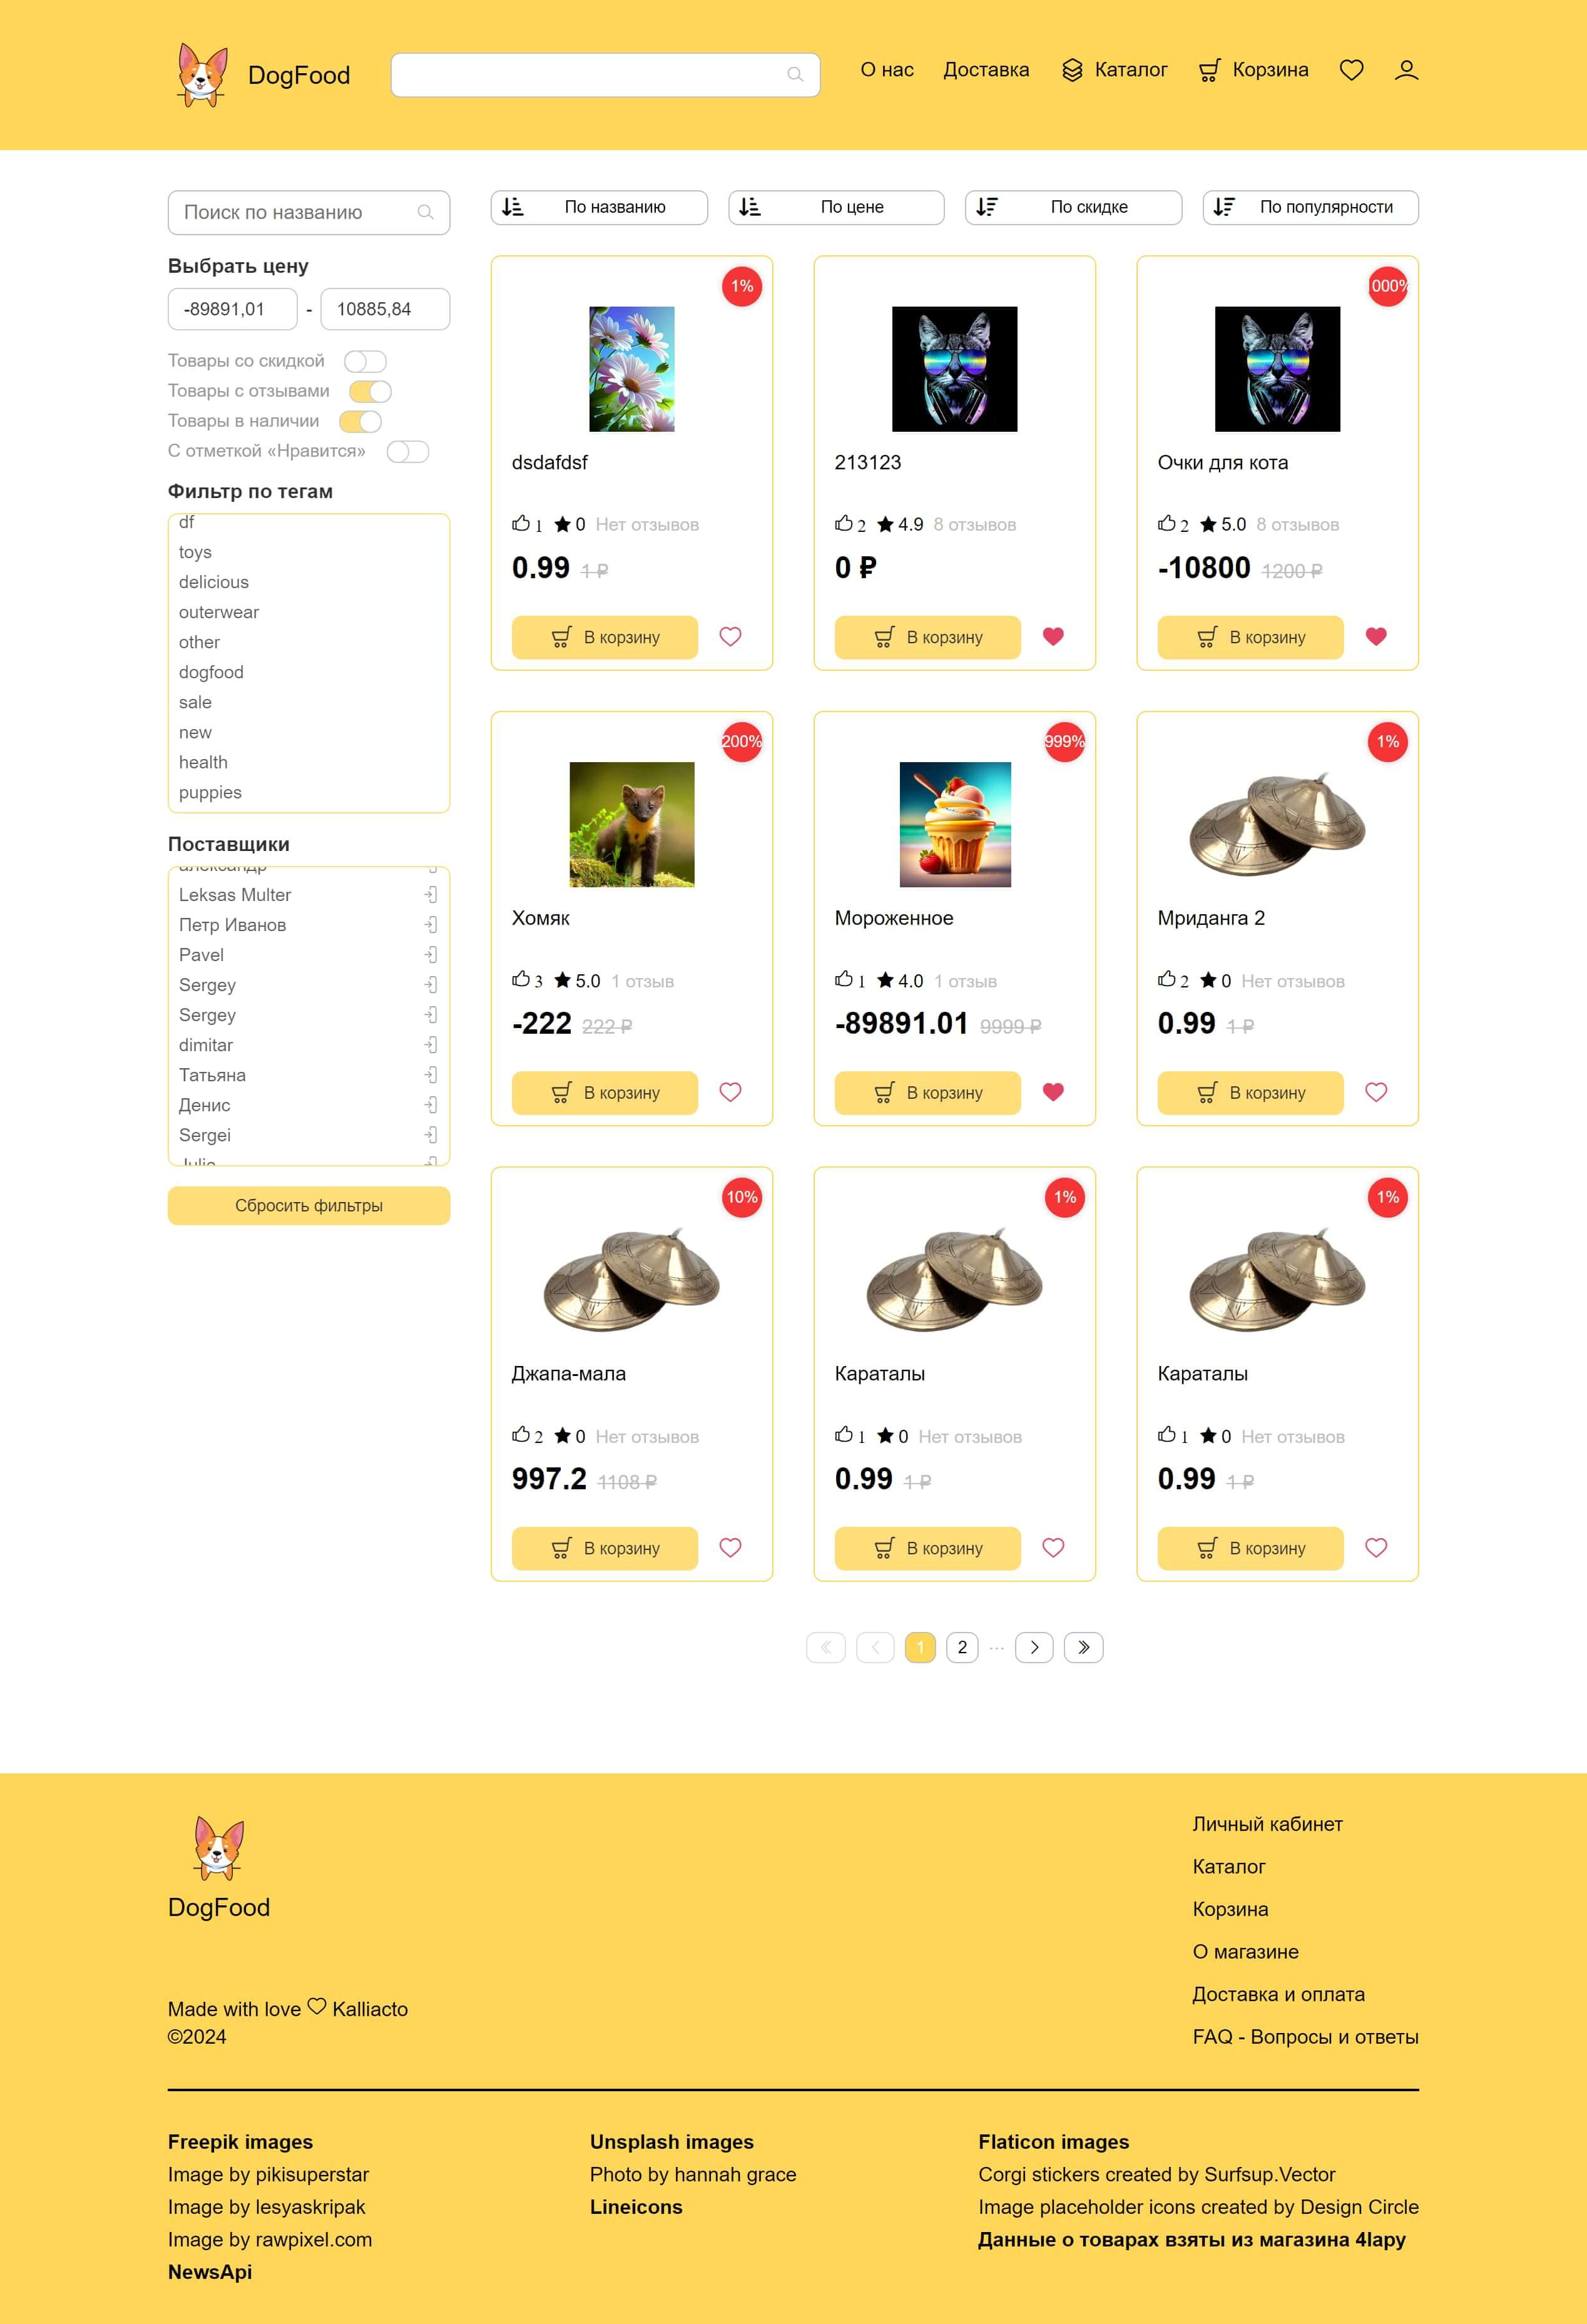 DogFood
О нас Доставка Каталог Корзина
Поиск по названию
Выбрать цену
-89891,01 - 10885,84
Товары со скидкой
Товары с отзывами
Товары в наличии
С отметкой «Нравится»
Фильтр по тегам
df
toys
delicious
outerwear
other
dogfood
sale
new
health
puppies
Поставщики
александр
Leksas Multer
Петр Иванов
Pavel
Sergey
Sergey
dimitar
Татьяна
Денис
Sergei
Julia
Сбросить фильтры
По названию По цене По скидке По популярности
1%
dsdafdsf
1 0 Нет отзывов
0.99 1 ₽
В корзину
213123
2 4.9 8 отзывов
0 ₽
В корзину
000%
Очки для кота
2 5.0 8 отзывов
-10800 1200 ₽
В корзину
200%
Хомяк
3 5.0 1 отзыв
-222 222 ₽
В корзину
999%
Мороженное
1 4.0 1 отзыв
-89891.01 9999 ₽
В корзину
1%
Мриданга 2
2 0 Нет отзывов
0.99 1 ₽
В корзину
10%
Джапа-мала
2 0 Нет отзывов
997.2 1108 ₽
В корзину
1%
Караталы
1 0 Нет отзывов
0.99 1 ₽
В корзину
1%
Караталы
1 0 Нет отзывов
0.99 1 ₽
В корзину
1 2 ...
DogFood
Made with love Kalliacto
©2024
Личный кабинет
Каталог
Корзина
О магазине
Доставка и оплата
FAQ - Вопросы и ответы
Freepik images
Image by pikisuperstar
Image by lesyaskripak
Image by rawpixel.com
NewsApi
Unsplash images
Photo by hannah grace
Lineicons
Flaticon images
Corgi stickers created by Surfsup.Vector
Image placeholder icons created by Design Circle
Данные о товарах взяты из магазина 4lapy